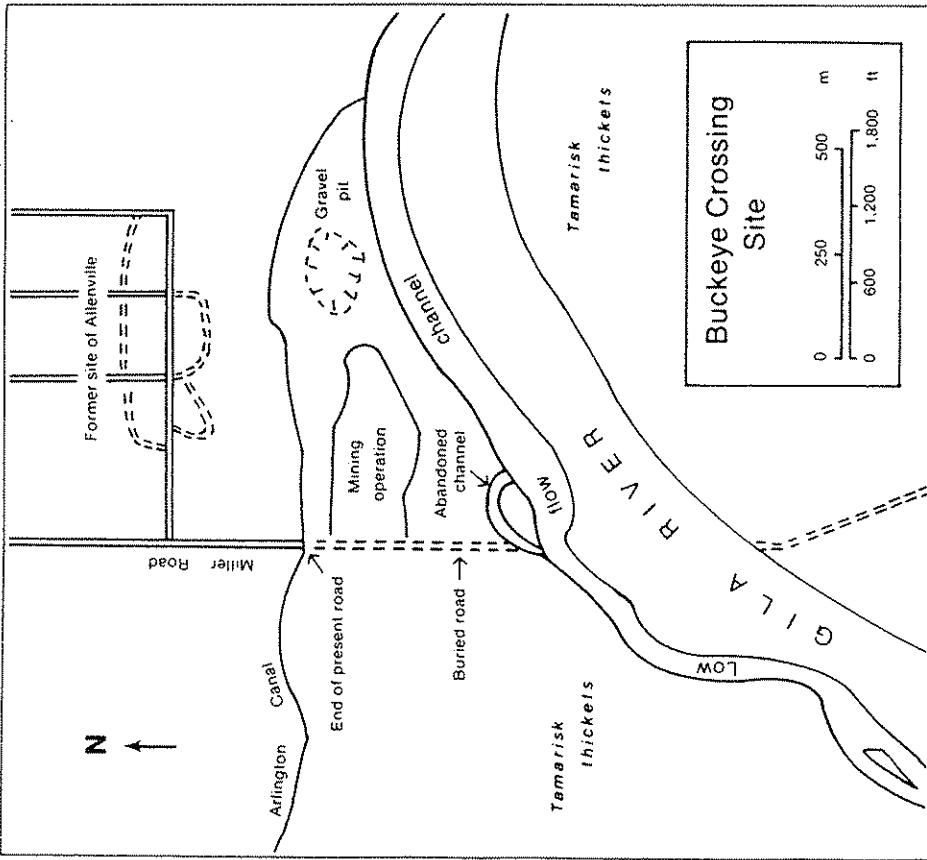 N
Former site of Allenville
Miller
Road
Arlington
Canal
End of present road
Gravel
pit
Mining
operation
Abandoned
channel
Buried road
channel
flow
Low
GILA RIVER
Tamarisk
thickets
Tamarisk
thickets
Buckeye Crossing
Site
0 250 500 m
0 600 1.200 1.800 ft